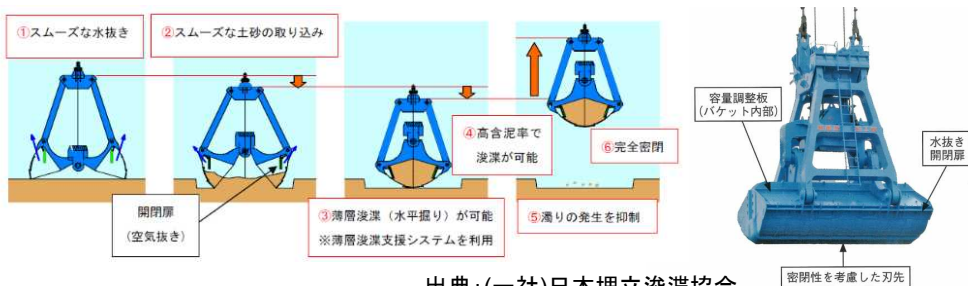 ①スムーズな水抜き
②スムーズな土砂の取り込み
開閉扉
(空気抜き)
③薄層浚渫（水平掘り）が可能
※薄層浚渫支援システムを利用
④高含泥率で
浚渫が可能
⑥完全密閉
⑤濁りの発生を抑制
容量調整板
(バケット内部)
水抜き
開閉扉
密閉性を考慮した刃先
出典：(一社)日本埋立浚渫協会